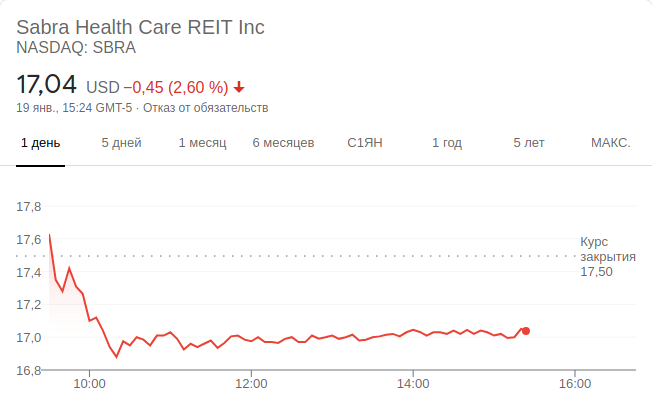 Sabra Health Care REIT Inc
NASDAQ: SBRA
17,04 USD −0,45 (2,60 %)
19 янв., 15:24 GMT-5 · Отказ от обязательств
1 день 5 дней 1 месяц 6 месяцев С1ЯН 1 год 5 лет МАКС.
17,8
17,6
17,4
17,2
17,0
16,8
Курс
закрытия
17,50
10:00 12:00 14:00 16:00